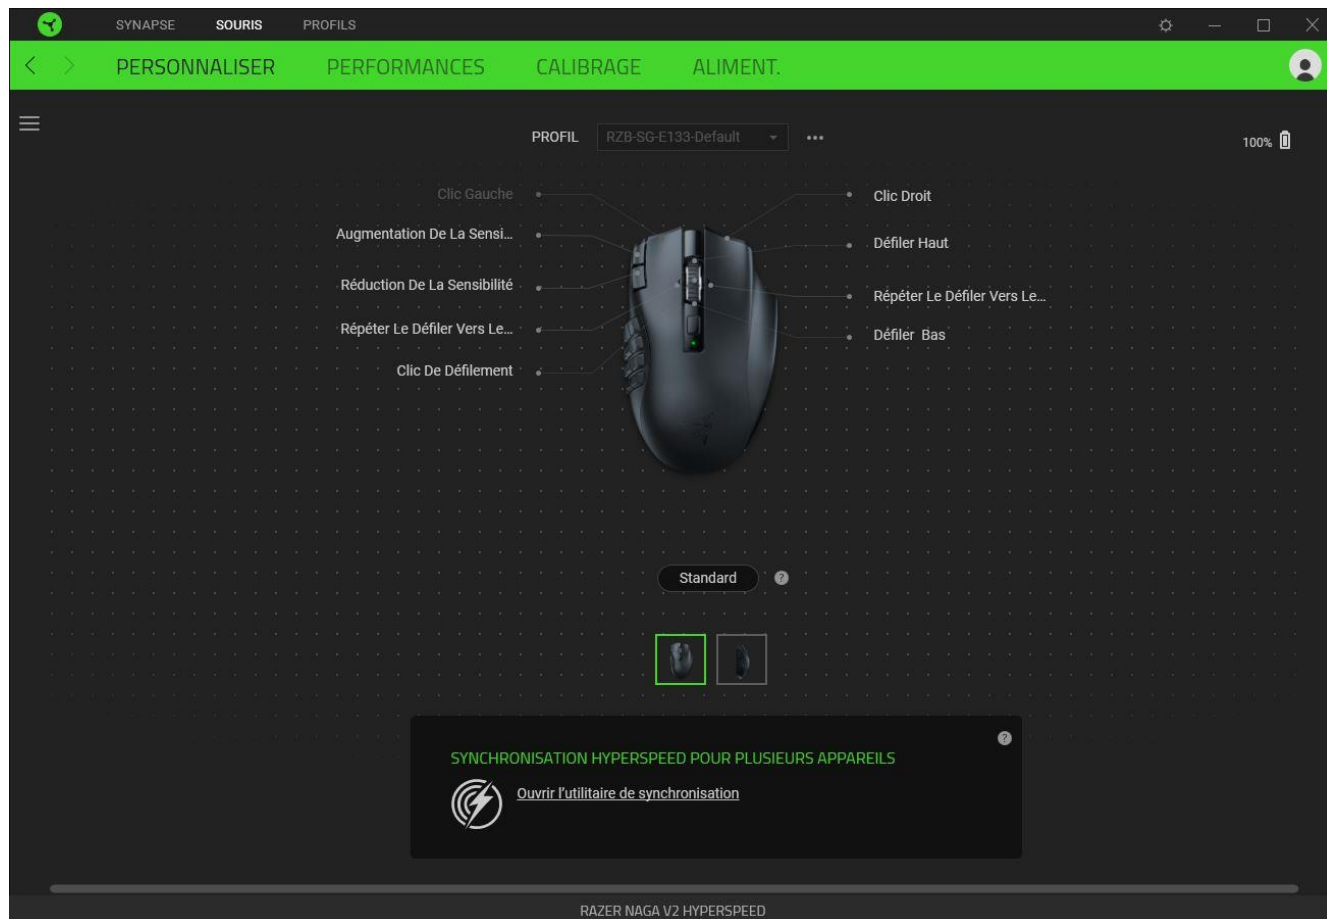 SYNAPSE SOURIS PROFILS
PERSONNALISER PERFORMANCES CALIBRAGE ALIMENT.
PROFIL RZB-SG-E133-Default
100%
Clic Gauche
Augmentation De La Sensi...
Réduction De La Sensibilité
Répéter Le Défiler Vers Le...
Clic De Défilement
Clic Droit
Défiler Haut
Répéter Le Défiler Vers Le...
Défiler Bas
Standard ?
SYNCHRONISATION HYPERSPEED POUR PLUSIEURS APPAREILS ?
Ouvrir l'utilitaire de synchronisation
RAZER NAGA V2 HYPERSPEED